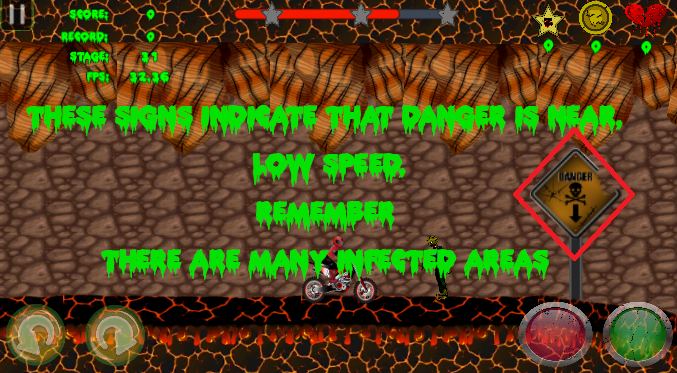 SCORE: 0
RECORD: 0
STAGE: 31
FPS: 32.36
0 0 0
THESE SIGNS INDICATE THAT DANGER IS NEAR,
LOW SPEED,
REMEMBER
THERE ARE MANY INFECTED AREAS
DANGER